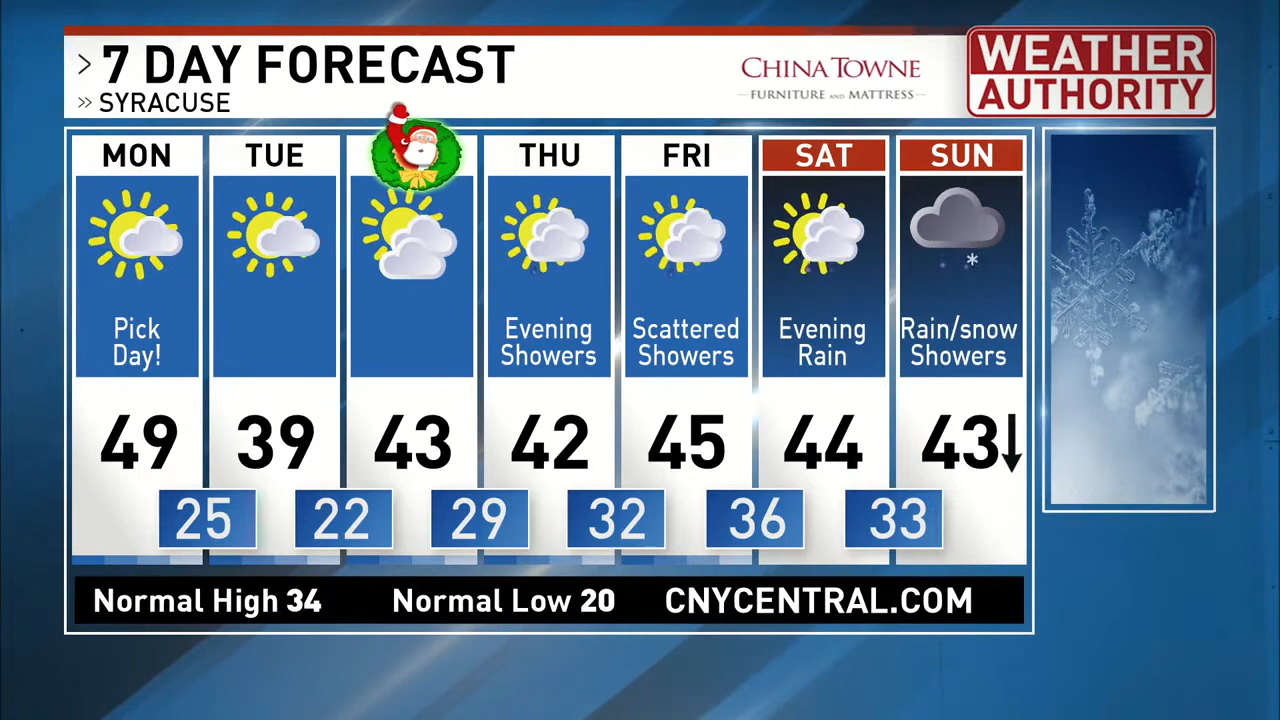 > 7 DAY FORECAST
» SYRACUSE
CHINA TOWNE
FURNITURE AND MATTRESS
WEATHER
AUTHORITY
MON TUE THU FRI SAT SUN
Pick
Day!
Evening
Showers
Scattered
Showers
Evening
Rain
Rain/snow
Showers
49 39 43 42 45 44 43↓
25 22 29 32 36 33
Normal High 34 Normal Low 20 CNYCENTRAL.COM